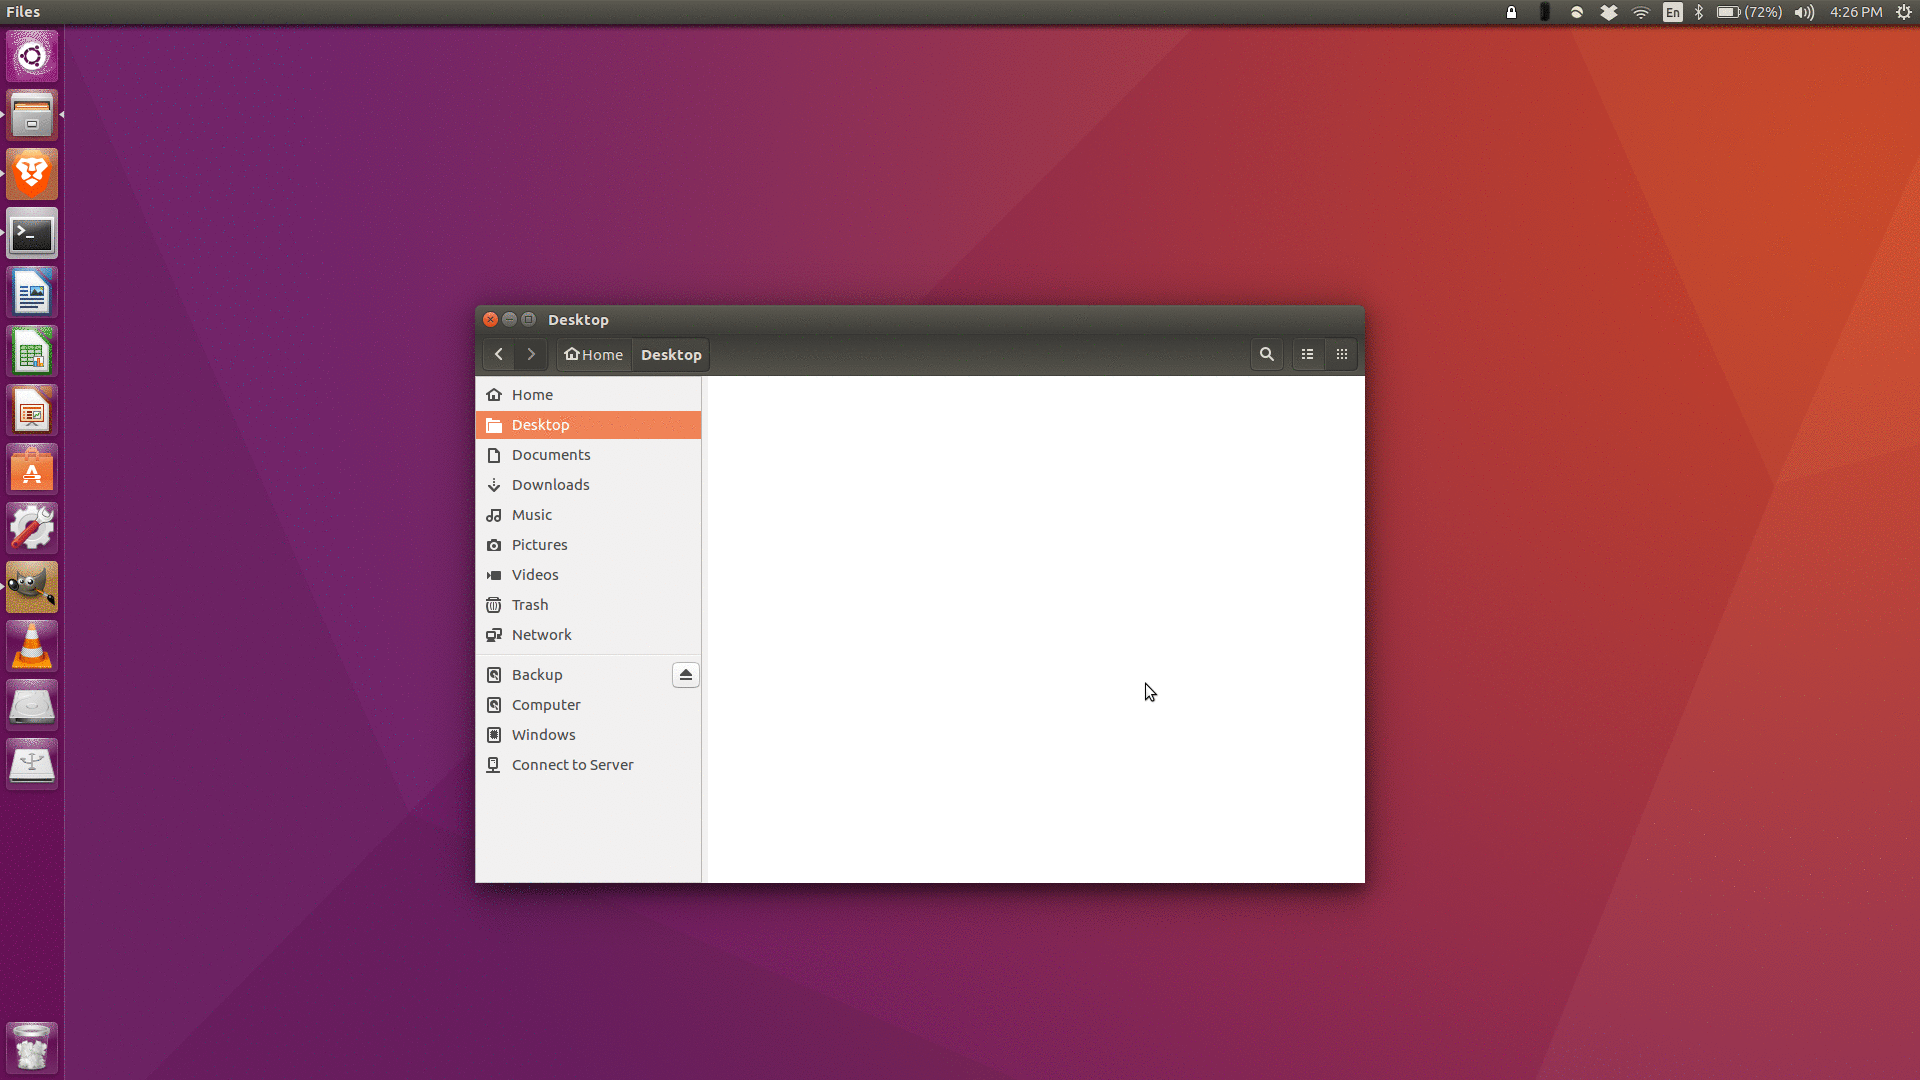 Files
En
(72%)
4:26 PM
Desktop
Home
Desktop
Home
Desktop
Documents
Downloads
Music
Pictures
Videos
Trash
Network
Backup
Computer
Windows
Connect to Server